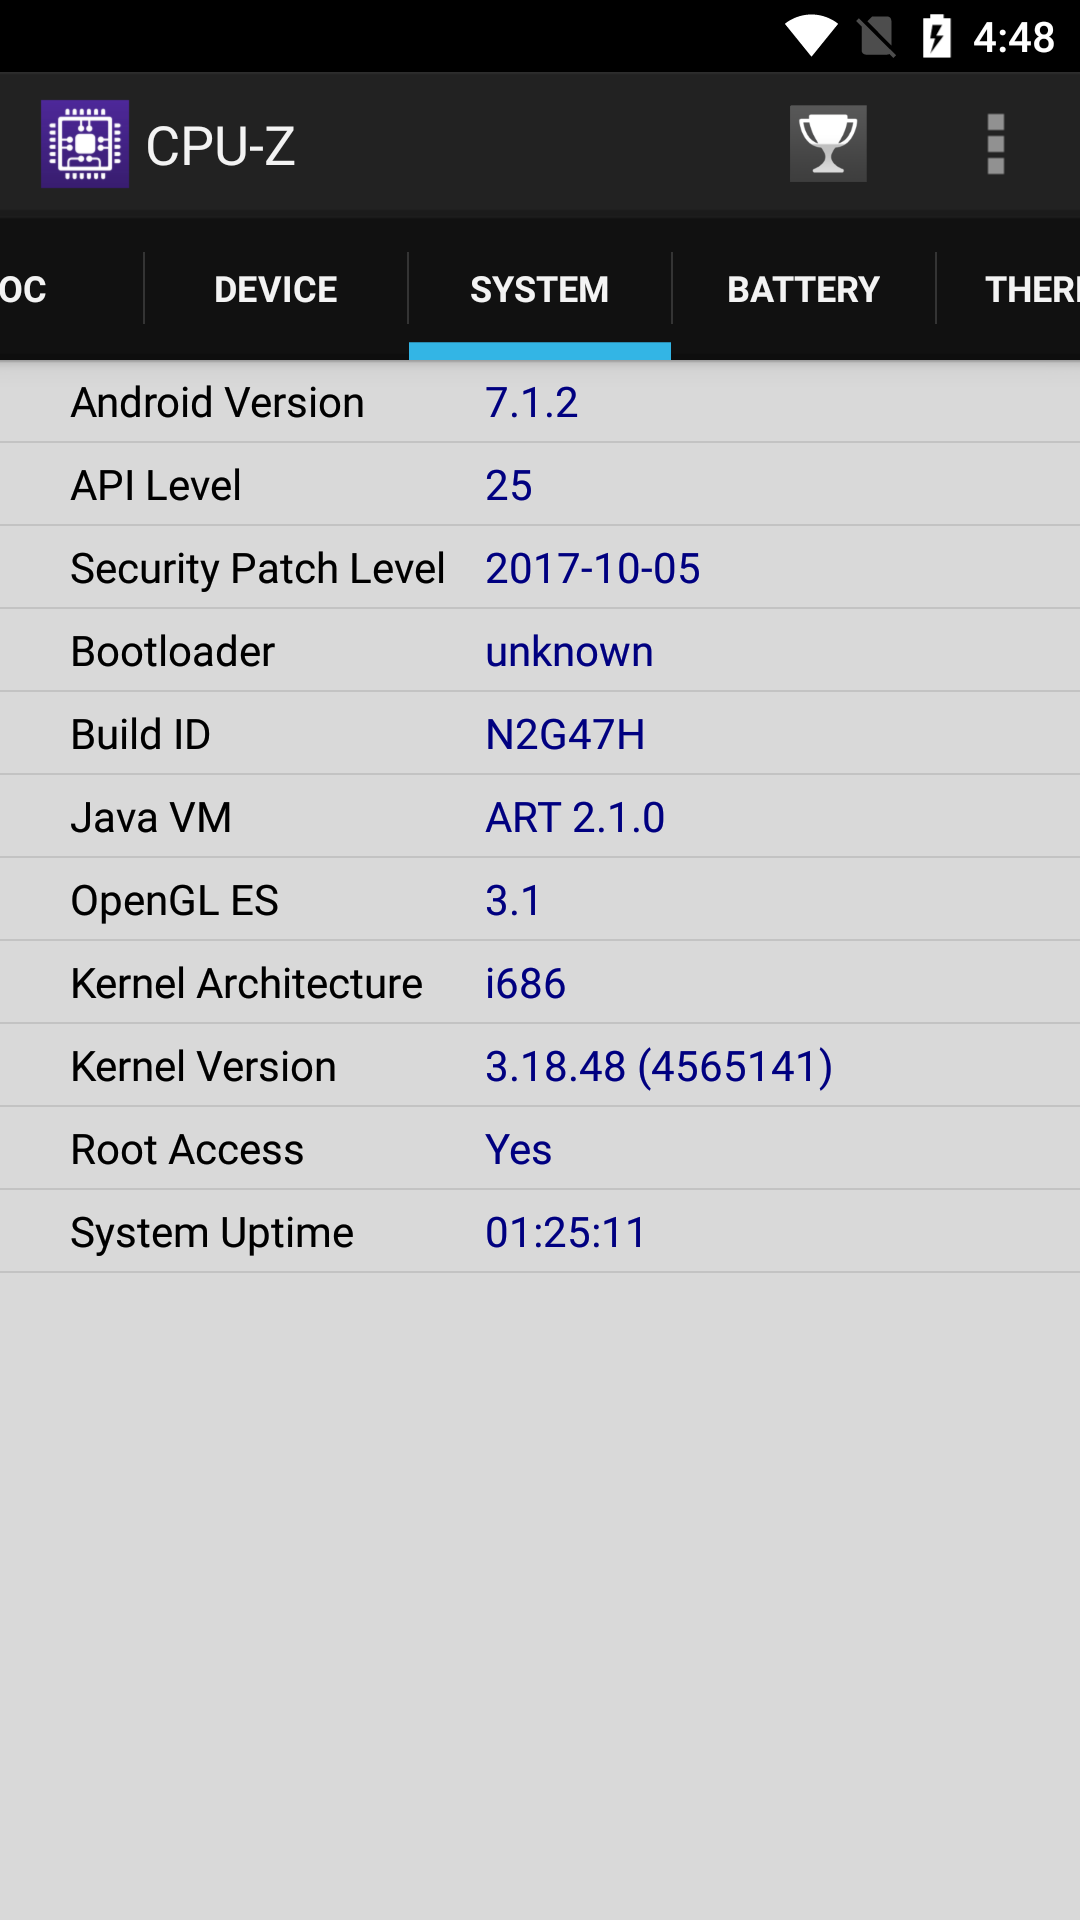 4:48
CPU-Z
OC DEVICE SYSTEM BATTERY THER
Android Version 7.1.2
API Level 25
Security Patch Level 2017-10-05
Bootloader unknown
Build ID N2G47H
Java VM ART 2.1.0
OpenGL ES 3.1
Kernel Architecture i686
Kernel Version 3.18.48 (4565141)
Root Access Yes
System Uptime 01:25:11